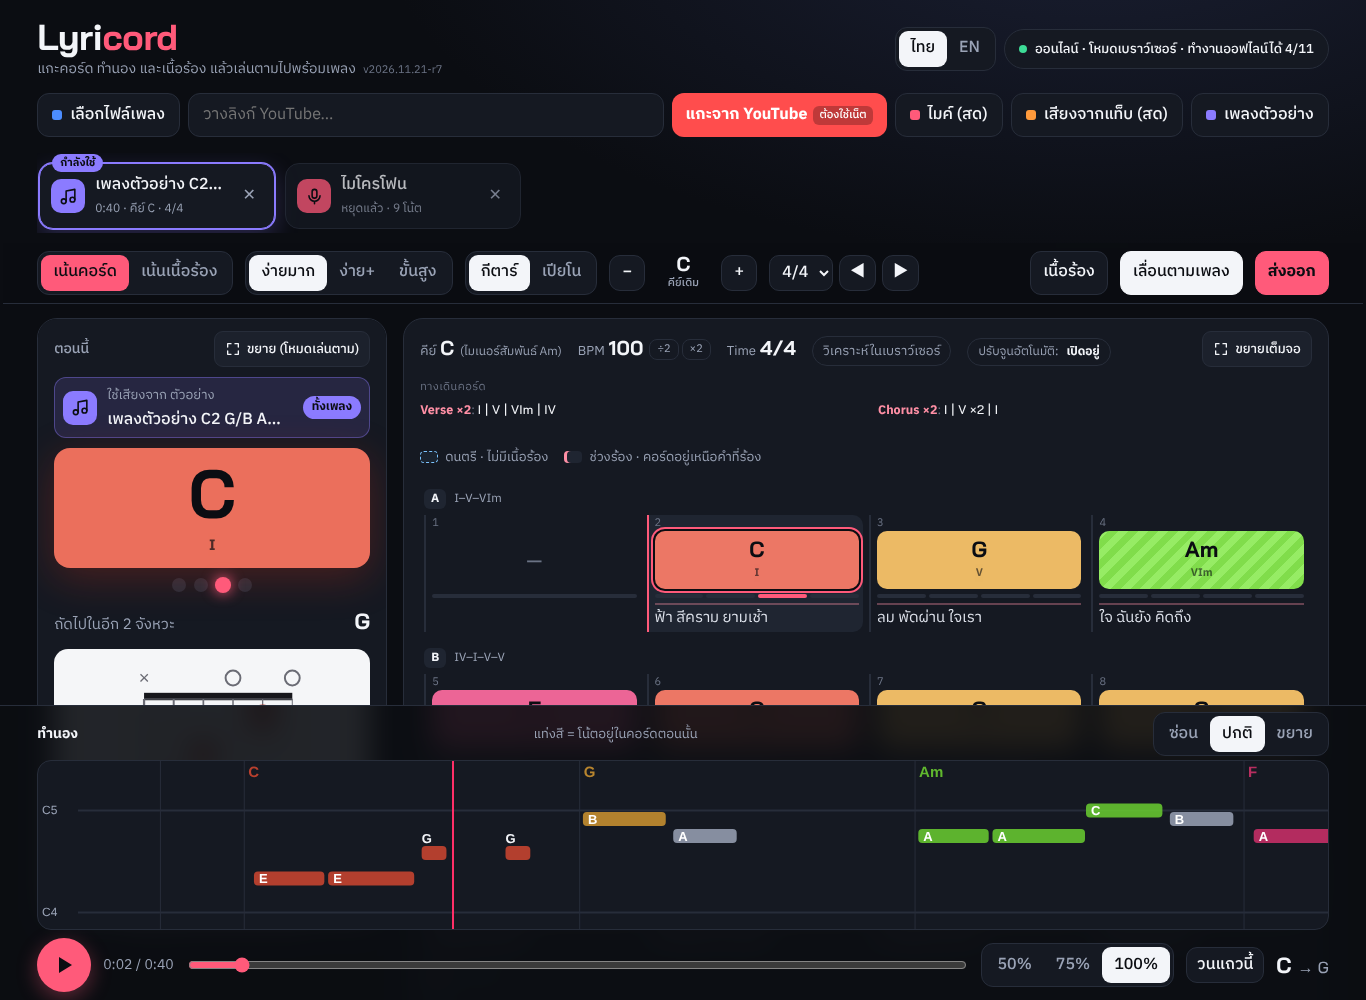 Lyricord
แกะคอร์ด ทำนอง และเนื้อร้อง แล้วเล่นตามไปพร้อมเพลง v2026.11.21-r7
ไทย EN
ออนไลน์ · โหมดเบราว์เซอร์ · ทำงานออฟไลน์ได้ 4/11
เลือกไฟล์เพลง
วางลิงก์ YouTube...
แกะจาก YouTube ต้องใช้เน็ต
ไมค์ (สด)
เสียงจากแท็บ (สด)
เพลงตัวอย่าง
กำลังใช้
เพลงตัวอย่าง C2... ×
0:40 · คีย์ C · 4/4
ไมโครโฟน ×
หยุดแล้ว · 9 โน้ต
เน้นคอร์ด เน้นเนื้อร้อง
ง่ายมาก ง่าย+ ขั้นสูง
กีตาร์ เปียโน
− C +
คีย์เดิม
4/4 ◀ ▶
เนื้อร้อง
เลื่อนตามเพลง
ส่งออก
ตอนนี้
ขยาย (โหมดเล่นตาม)
ใช้เสียงจาก ตัวอย่าง
เพลงตัวอย่าง C2 G/B A...
ทั้งเพลง
C
I
ถัดไปในอีก 2 จังหวะ G
×
คีย์ C (ไมเนอร์สัมพันธ์ Am) BPM 100 ÷2 ×2 Time 4/4 วิเคราะห์ในเบราว์เซอร์ ปรับจูนอัตโนมัติ: เปิดอยู่
ขยายเต็มจอ
ทางเดินคอร์ด
Verse ×2: I | V | VIm | IV
Chorus ×2: I | V ×2 | I
ดนตรี · ไม่มีเนื้อร้อง ช่วงร้อง · คอร์ดอยู่เหนือคำที่ร้อง
A I–V–VIm
1 2 3 4
— C G Am
I V VIm
ฟ้า สีคราม ยามเช้า
ลม พัดผ่าน ใจเรา
ใจ ฉันยัง คิดถึง
B IV–I–V–V
5 6 7 8
ทำนอง
แท่งสี = โน้ตอยู่ในคอร์ดตอนนั้น
ซ่อน ปกติ ขยาย
C G Am F
C5
C
B B
A A A A
G G
E E
C4
0:02 / 0:40
50% 75% 100%
วนแถวนี้
C → G